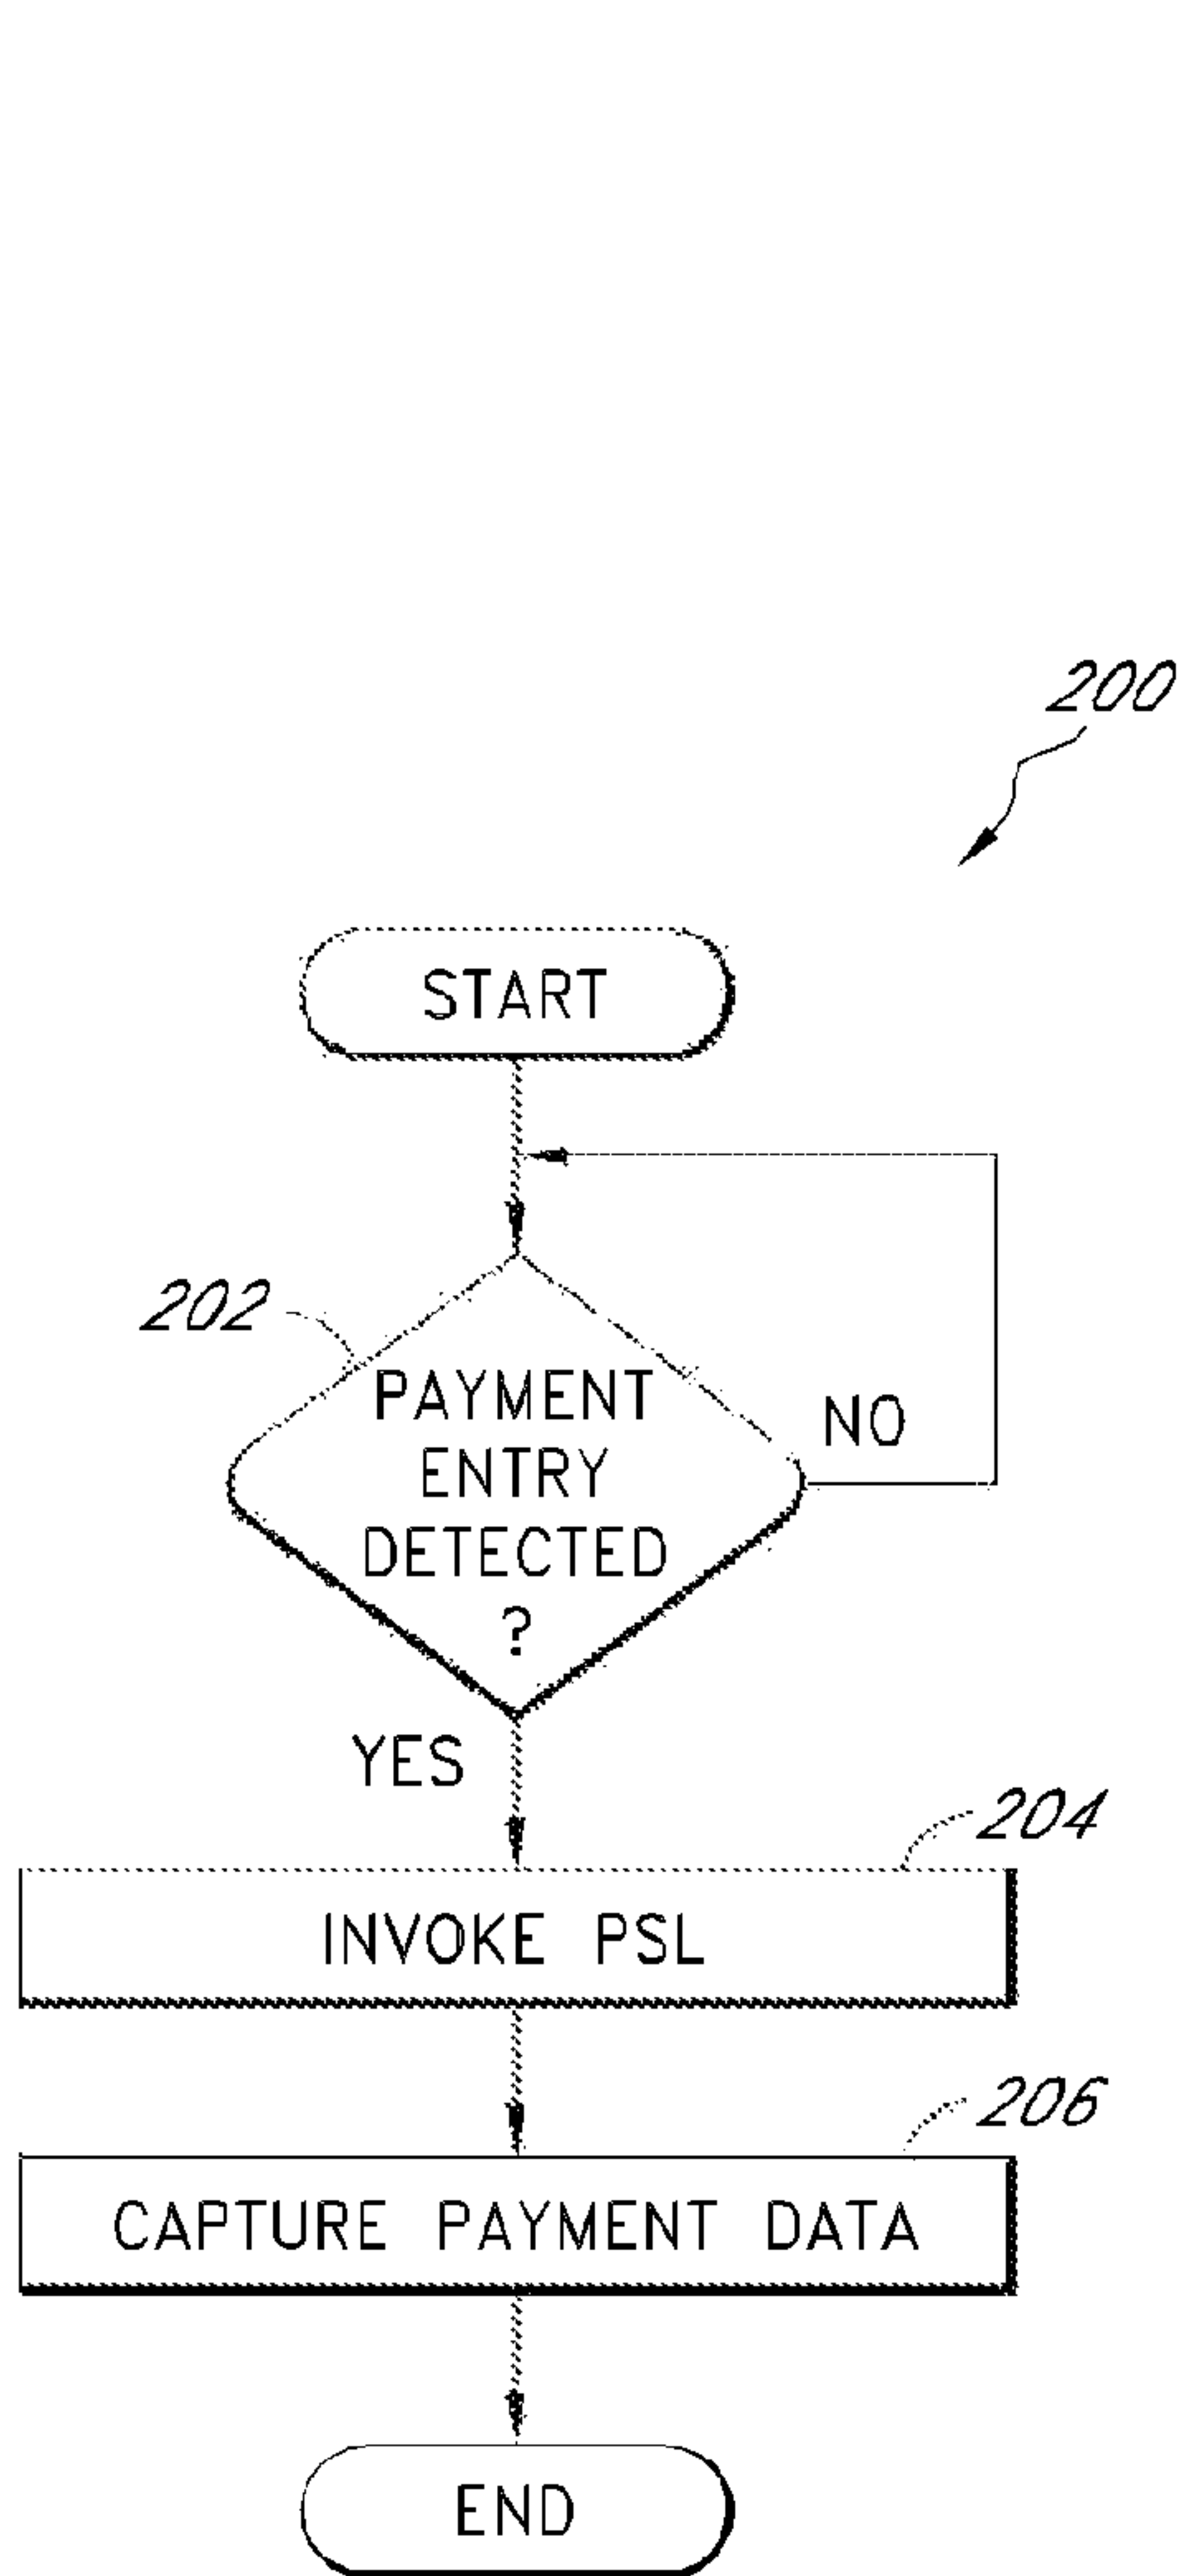 200
START
202
PAYMENT
ENTRY
DETECTED
?
NO
YES
204
INVOKE PSL
206
CAPTURE PAYMENT DATA
END